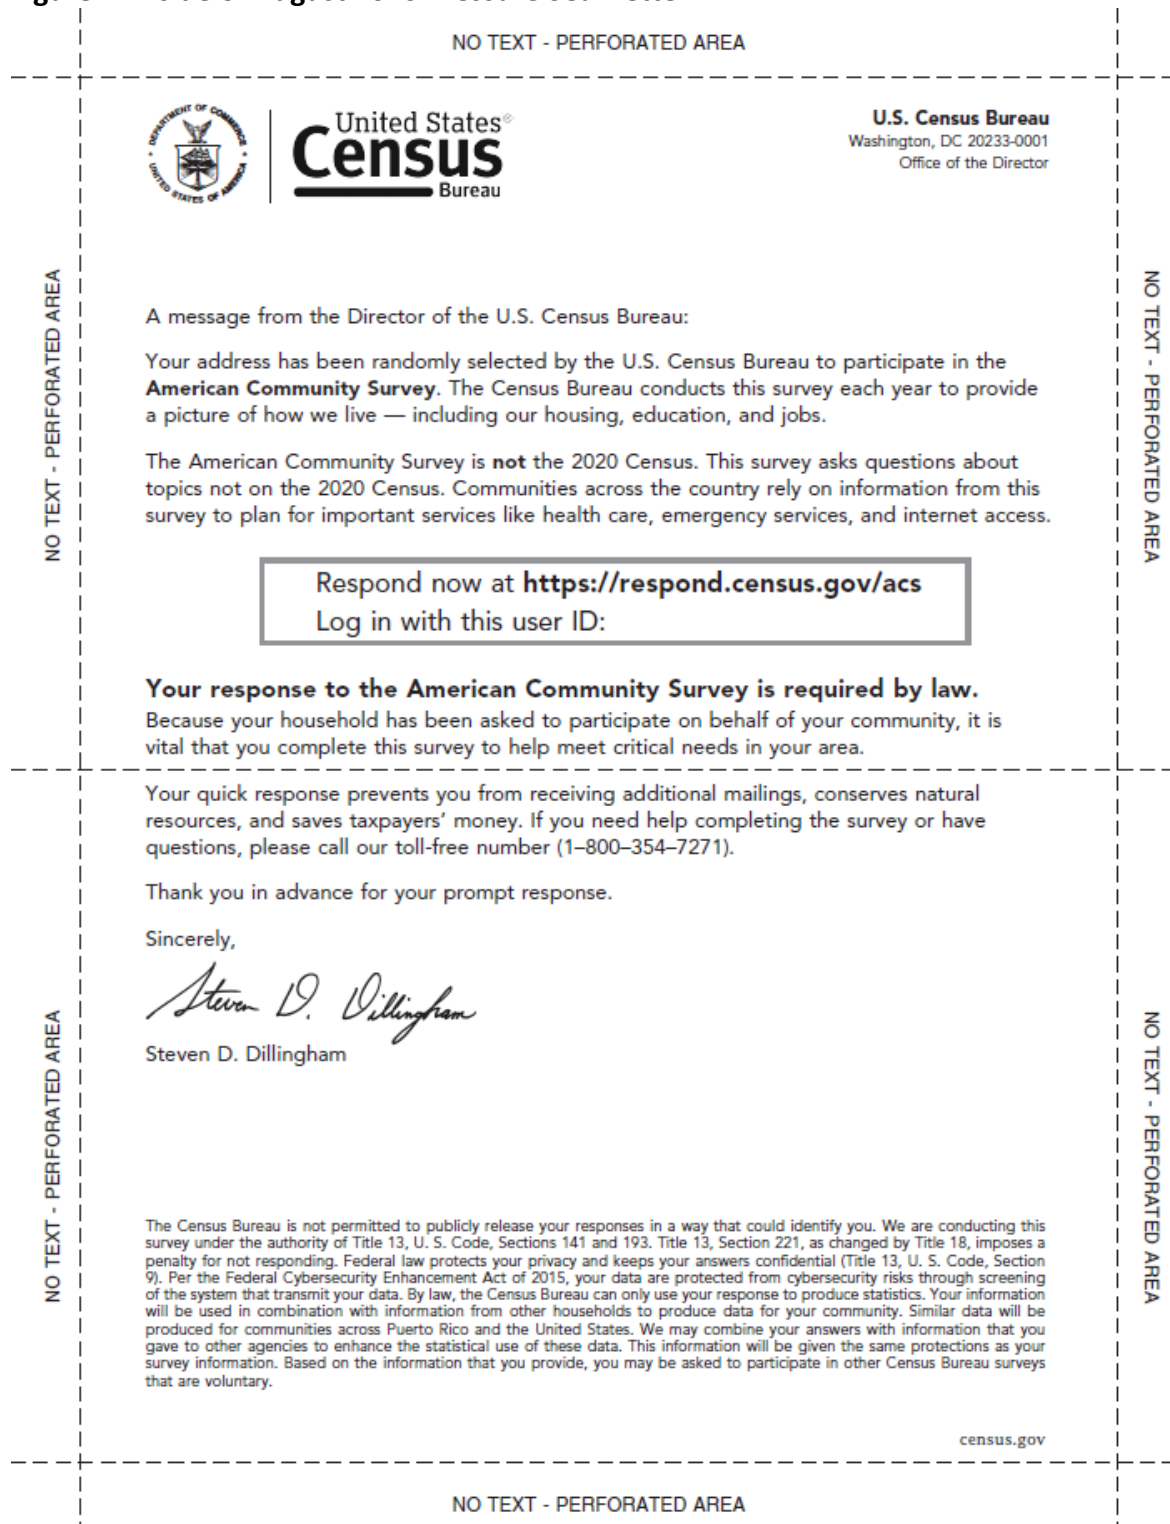 NO TEXT - PERFORATED AREA
DEPARTMENT OF COMMERCE
UNITED STATES OF AMERICA
United States®
Census
Bureau
U.S. Census Bureau
Washington, DC 20233-0001
Office of the Director
NO TEXT - PERFORATED AREA
NO TEXT - PERFORATED AREA
A message from the Director of the U.S. Census Bureau:
Your address has been randomly selected by the U.S. Census Bureau to participate in the
American Community Survey. The Census Bureau conducts this survey each year to provide
a picture of how we live — including our housing, education, and jobs.
The American Community Survey is not the 2020 Census. This survey asks questions about
topics not on the 2020 Census. Communities across the country rely on information from this
survey to plan for important services like health care, emergency services, and internet access.
Respond now at https://respond.census.gov/acs
Log in with this user ID:
Your response to the American Community Survey is required by law.
Because your household has been asked to participate on behalf of your community, it is
vital that you complete this survey to help meet critical needs in your area.
Your quick response prevents you from receiving additional mailings, conserves natural
resources, and saves taxpayers’ money. If you need help completing the survey or have
questions, please call our toll-free number (1–800–354–7271).
Thank you in advance for your prompt response.
Sincerely,
Steven D. Dillingham
Steven D. Dillingham
NO TEXT - PERFORATED AREA
NO TEXT - PERFORATED AREA
The Census Bureau is not permitted to publicly release your responses in a way that could identify you. We are conducting this
survey under the authority of Title 13, U. S. Code, Sections 141 and 193. Title 13, Section 221, as changed by Title 18, imposes a
penalty for not responding. Federal law protects your privacy and keeps your answers confidential (Title 13, U. S. Code, Section
9). Per the Federal Cybersecurity Enhancement Act of 2015, your data are protected from cybersecurity risks through screening
of the system that transmit your data. By law, the Census Bureau can only use your response to produce statistics. Your information
will be used in combination with information from other households to produce data for your community. Similar data will be
produced for communities across Puerto Rico and the United States. We may combine your answers with information that you
gave to other agencies to enhance the statistical use of these data. This information will be given the same protections as your
survey information. Based on the information that you provide, you may be asked to participate in other Census Bureau surveys
that are voluntary.
census.gov
NO TEXT - PERFORATED AREA